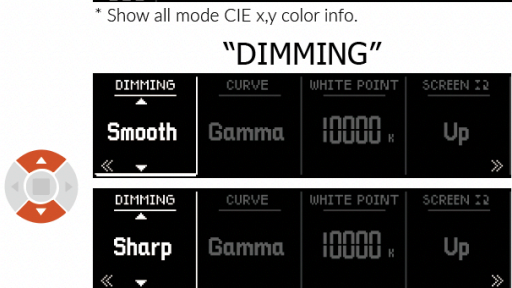 * Show all mode CIE x,y color info.
“DIMMING”
DIMMING CURVE WHITE POINT SCREEN
Smooth Gamma 10000 K Up
DIMMING CURVE WHITE POINT SCREEN
Sharp Gamma 10000 K Up